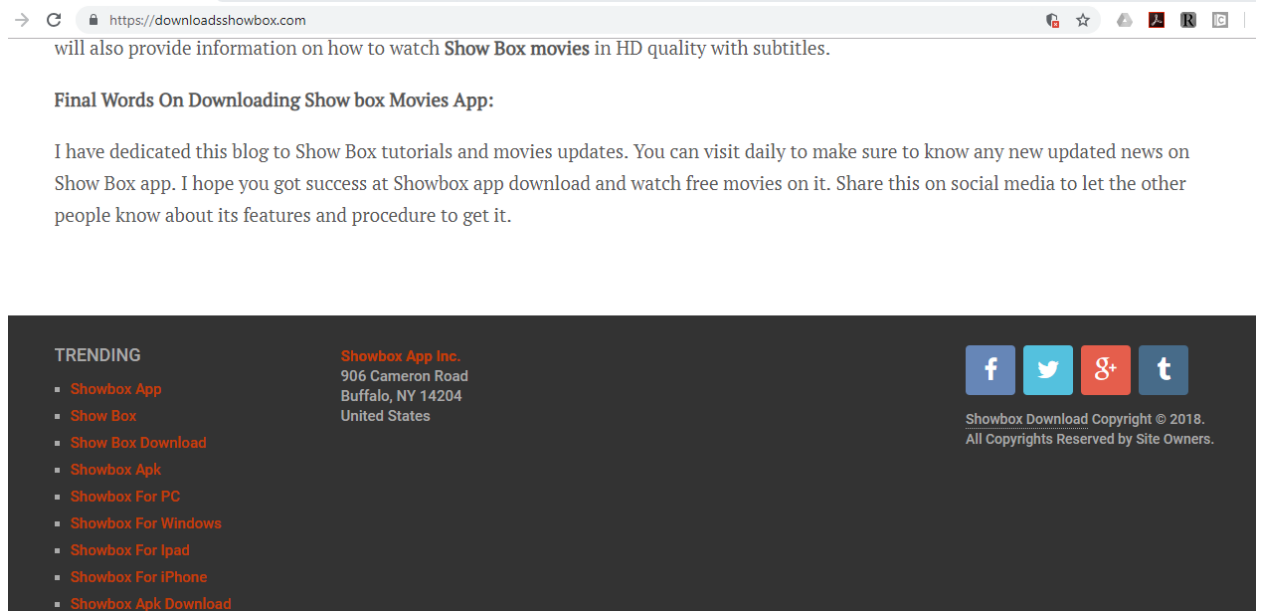 https://downloadsshowbox.com
will also provide information on how to watch Show Box movies in HD quality with subtitles.
Final Words On Downloading Show box Movies App:
I have dedicated this blog to Show Box tutorials and movies updates. You can visit daily to make sure to know any new updated news on
Show Box app. I hope you got success at Showbox app download and watch free movies on it. Share this on social media to let the other
people know about its features and procedure to get it.
TRENDING
Showbox App
Show Box
Show Box Download
Showbox Apk
Showbox For PC
Showbox For Windows
Showbox For Ipad
Showbox For iPhone
Showbox Apk Download
Showbox App Inc.
906 Cameron Road
Buffalo, NY 14204
United States
f
g+
t
Showbox Download Copyright © 2018.
All Copyrights Reserved by Site Owners.